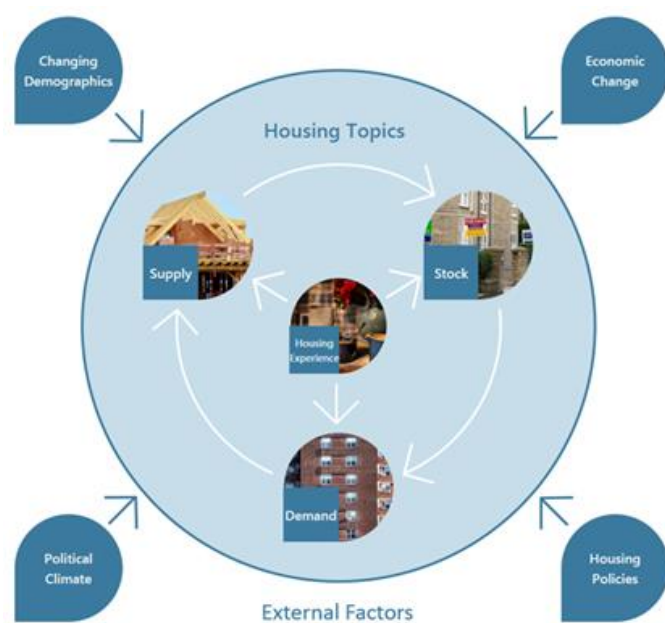 Changing
Demographics
Economic
Change
Housing Topics
Supply
Stock
Housing
Experience
Demand
Political
Climate
Housing
Policies
External Factors